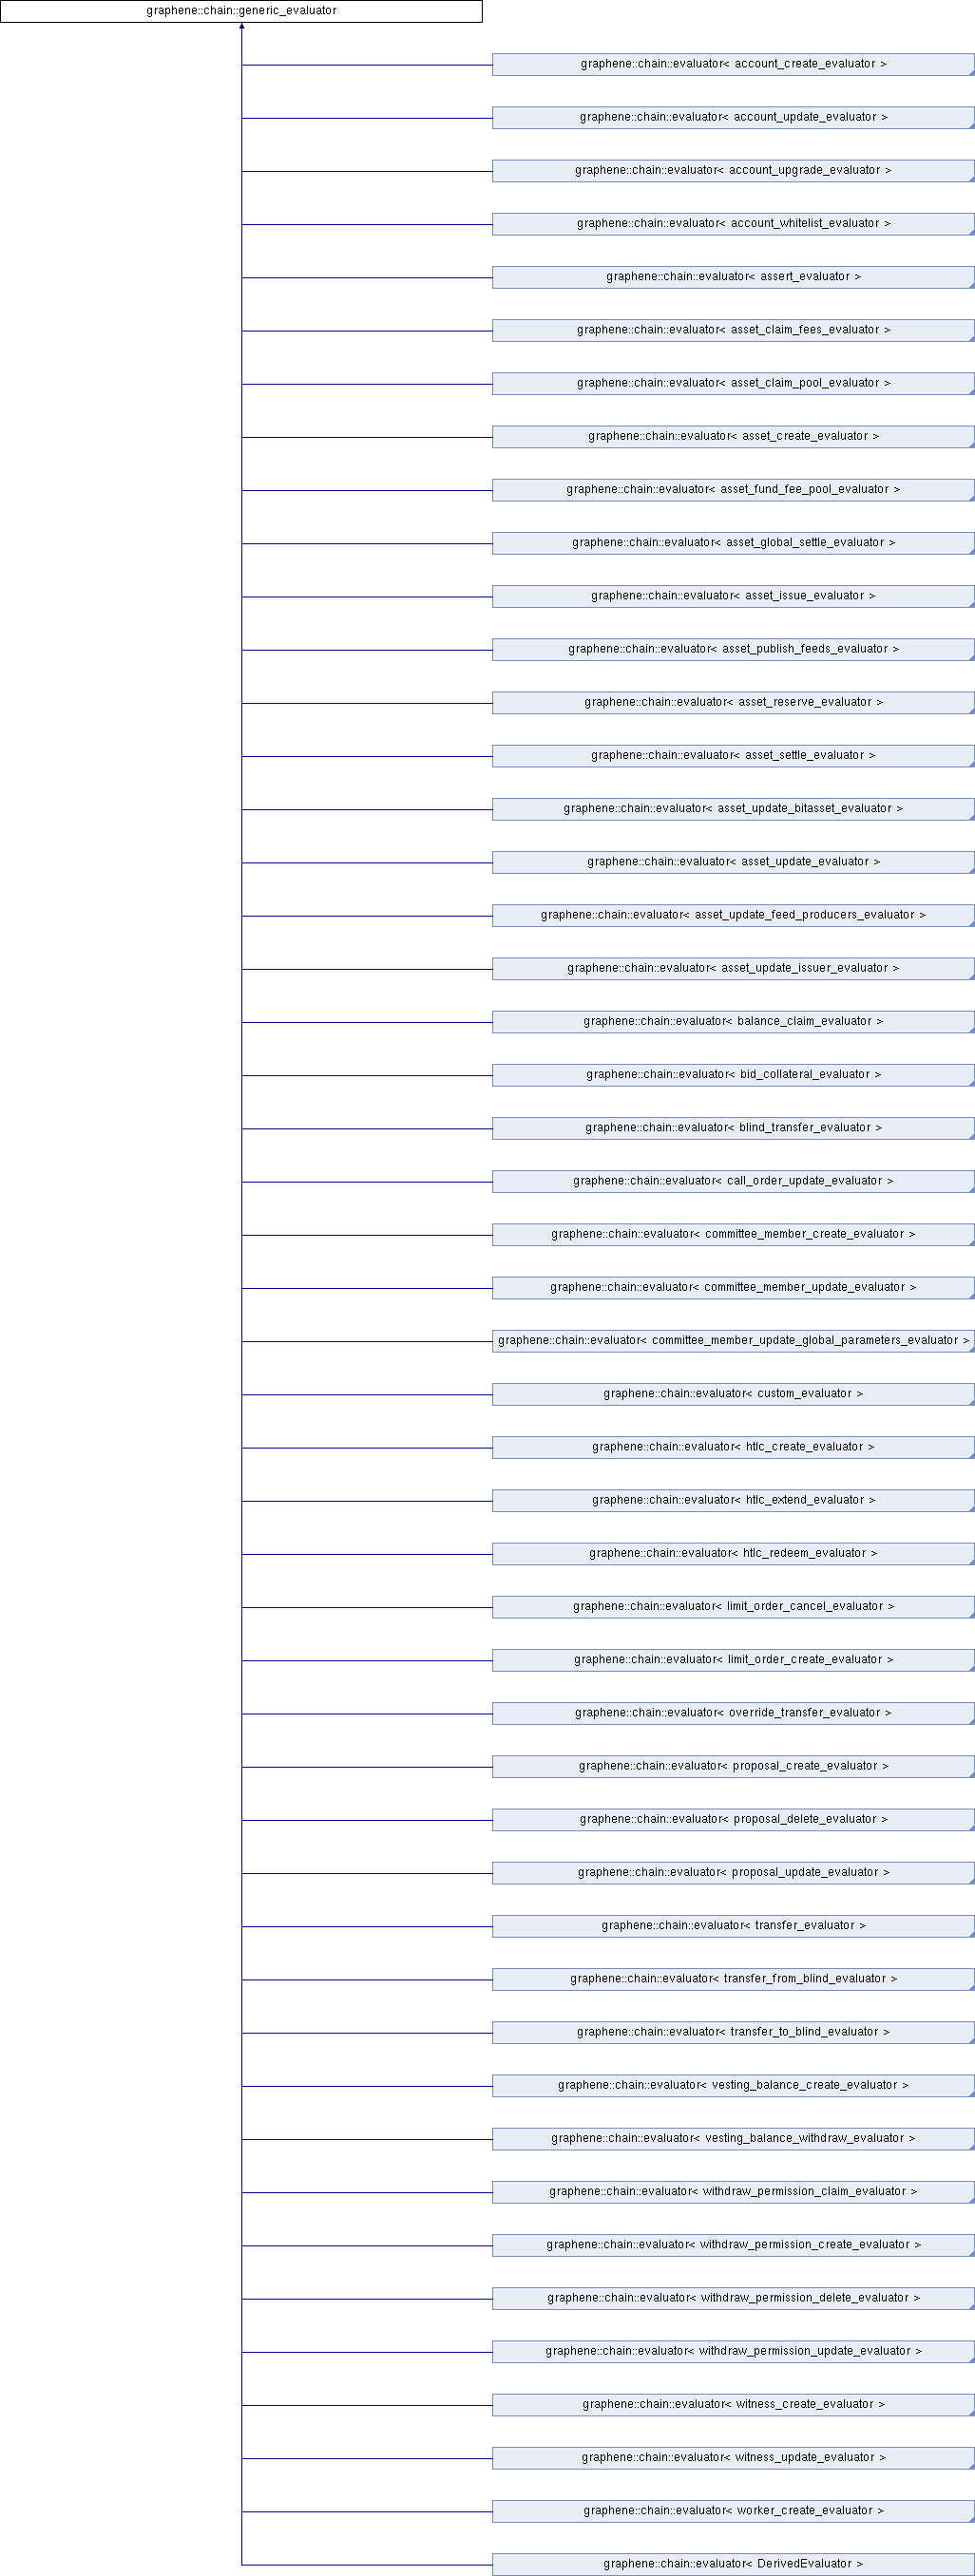 graphene::chain::generic_evaluator
graphene::chain::evaluator< account_create_evaluator >
graphene::chain::evaluator< account_update_evaluator >
graphene::chain::evaluator< account_upgrade_evaluator >
graphene::chain::evaluator< account_whitelist_evaluator >
graphene::chain::evaluator< assert_evaluator >
graphene::chain::evaluator< asset_claim_fees_evaluator >
graphene::chain::evaluator< asset_claim_pool_evaluator >
graphene::chain::evaluator< asset_create_evaluator >
graphene::chain::evaluator< asset_fund_fee_pool_evaluator >
graphene::chain::evaluator< asset_global_settle_evaluator >
graphene::chain::evaluator< asset_issue_evaluator >
graphene::chain::evaluator< asset_publish_feeds_evaluator >
graphene::chain::evaluator< asset_reserve_evaluator >
graphene::chain::evaluator< asset_settle_evaluator >
graphene::chain::evaluator< asset_update_bitasset_evaluator >
graphene::chain::evaluator< asset_update_evaluator >
graphene::chain::evaluator< asset_update_feed_producers_evaluator >
graphene::chain::evaluator< asset_update_issuer_evaluator >
graphene::chain::evaluator< balance_claim_evaluator >
graphene::chain::evaluator< bid_collateral_evaluator >
graphene::chain::evaluator< blind_transfer_evaluator >
graphene::chain::evaluator< call_order_update_evaluator >
graphene::chain::evaluator< committee_member_create_evaluator >
graphene::chain::evaluator< committee_member_update_evaluator >
graphene::chain::evaluator< committee_member_update_global_parameters_evaluator >
graphene::chain::evaluator< custom_evaluator >
graphene::chain::evaluator< htlc_create_evaluator >
graphene::chain::evaluator< htlc_extend_evaluator >
graphene::chain::evaluator< htlc_redeem_evaluator >
graphene::chain::evaluator< limit_order_cancel_evaluator >
graphene::chain::evaluator< limit_order_create_evaluator >
graphene::chain::evaluator< override_transfer_evaluator >
graphene::chain::evaluator< proposal_create_evaluator >
graphene::chain::evaluator< proposal_delete_evaluator >
graphene::chain::evaluator< proposal_update_evaluator >
graphene::chain::evaluator< transfer_evaluator >
graphene::chain::evaluator< transfer_from_blind_evaluator >
graphene::chain::evaluator< transfer_to_blind_evaluator >
graphene::chain::evaluator< vesting_balance_create_evaluator >
graphene::chain::evaluator< vesting_balance_withdraw_evaluator >
graphene::chain::evaluator< withdraw_permission_claim_evaluator >
graphene::chain::evaluator< withdraw_permission_create_evaluator >
graphene::chain::evaluator< withdraw_permission_delete_evaluator >
graphene::chain::evaluator< withdraw_permission_update_evaluator >
graphene::chain::evaluator< witness_create_evaluator >
graphene::chain::evaluator< witness_update_evaluator >
graphene::chain::evaluator< worker_create_evaluator >
graphene::chain::evaluator< DerivedEvaluator >